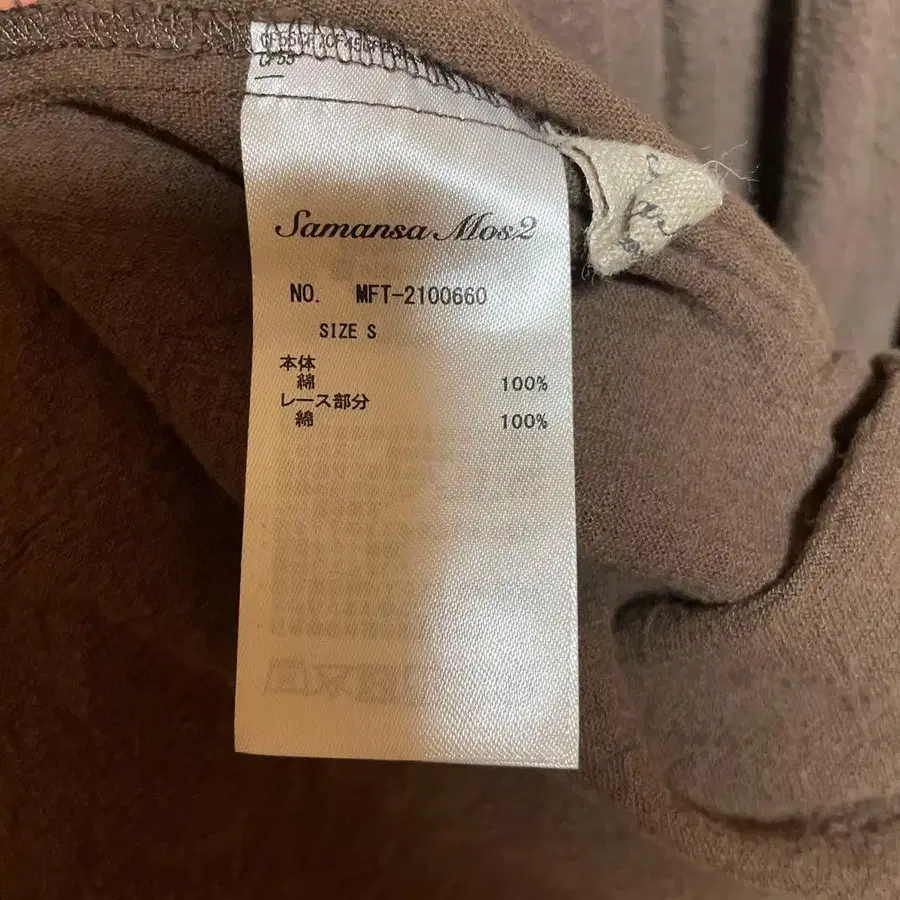 Samansa Mos2
NO. MFT-2100660
SIZE S
本体
綿 100%
レース部分
綿 100%